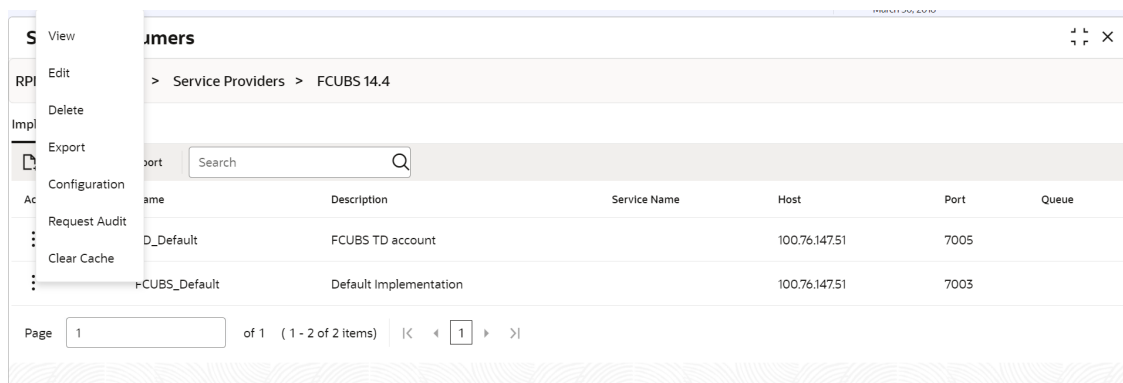 March 30, 2018
S umers
RPI > Service Providers > FCUBS 14.4
Impl
port Search
Ac ame Description Service Name Host Port Queue
D_Default FCUBS TD account 100.76.147.51 7005
FCUBS_Default Default Implementation 100.76.147.51 7003
Page 1 of 1 ( 1 - 2 of 2 items) 1
View
Edit
Delete
Export
Configuration
Request Audit
Clear Cache